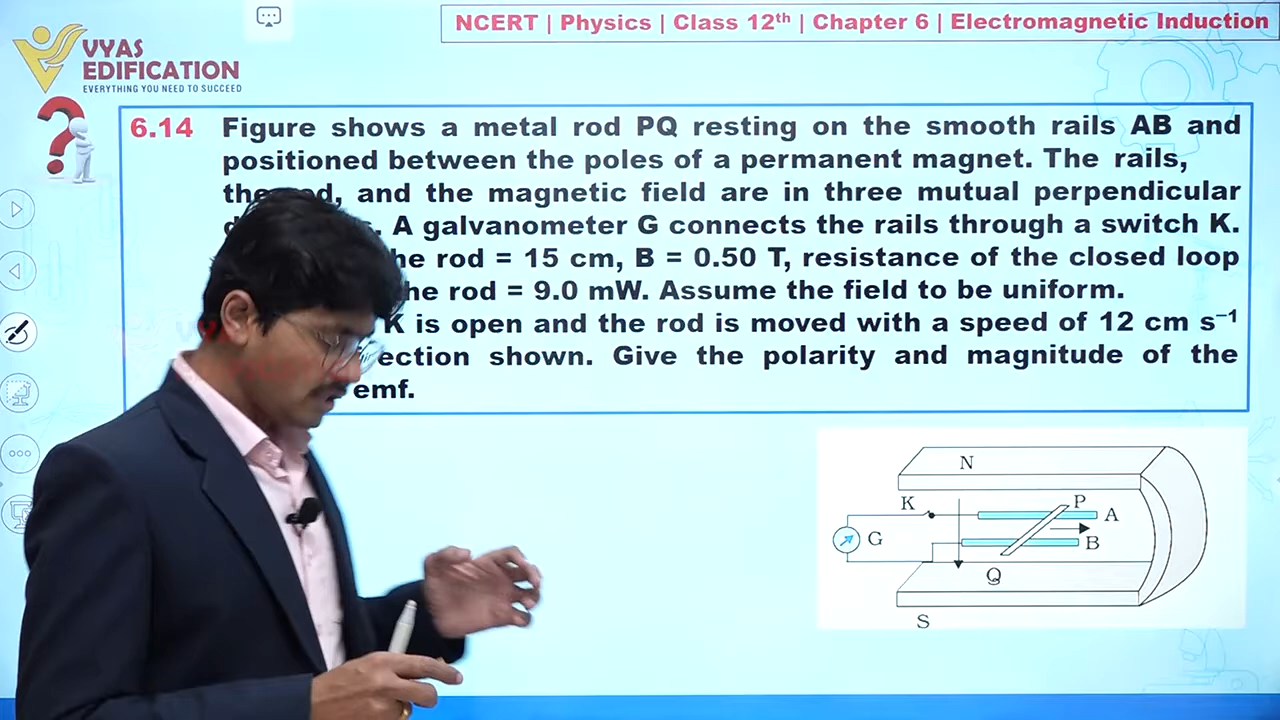 NCERT | Physics | Class 12th | Chapter 6 | Electromagnetic Induction
VYAS
EDIFICATION
EVERYTHING YOU NEED TO SUCCEED
6.14 Figure shows a metal rod PQ resting on the smooth rails AB and
positioned between the poles of a permanent magnet. The rails,
and the magnetic field are in three mutual perpendicular
A galvanometer G connects the rails through a switch K.
rod = 15 cm, B = 0.50 T, resistance of the closed loop
rod = 9.0 mW. Assume the field to be uniform.
K is open and the rod is moved with a speed of 12 cm s⁻¹
shown. Give the polarity and magnitude of the
emf.
N
K
P
A
G
B
Q
S